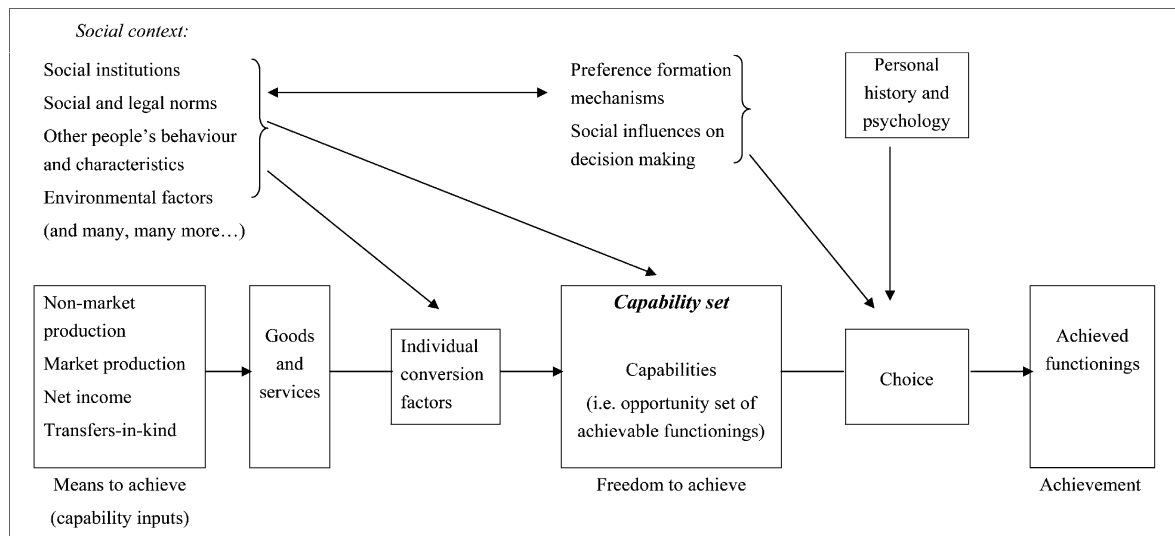 Social context:
Social institutions
Social and legal norms
Other people's behaviour
and characteristics
Environmental factors
(and many, many more…)
Preference formation
mechanisms
Social influences on
decision making
Personal
history and
psychology
Non-market
production
Market production
Net income
Transfers-in-kind
Means to achieve
(capability inputs)
Goods
and
services
Individual
conversion
factors
Capability set
Capabilities
(i.e. opportunity set of
achievable functionings)
Freedom to achieve
Choice
Achieved
functionings
Achievement